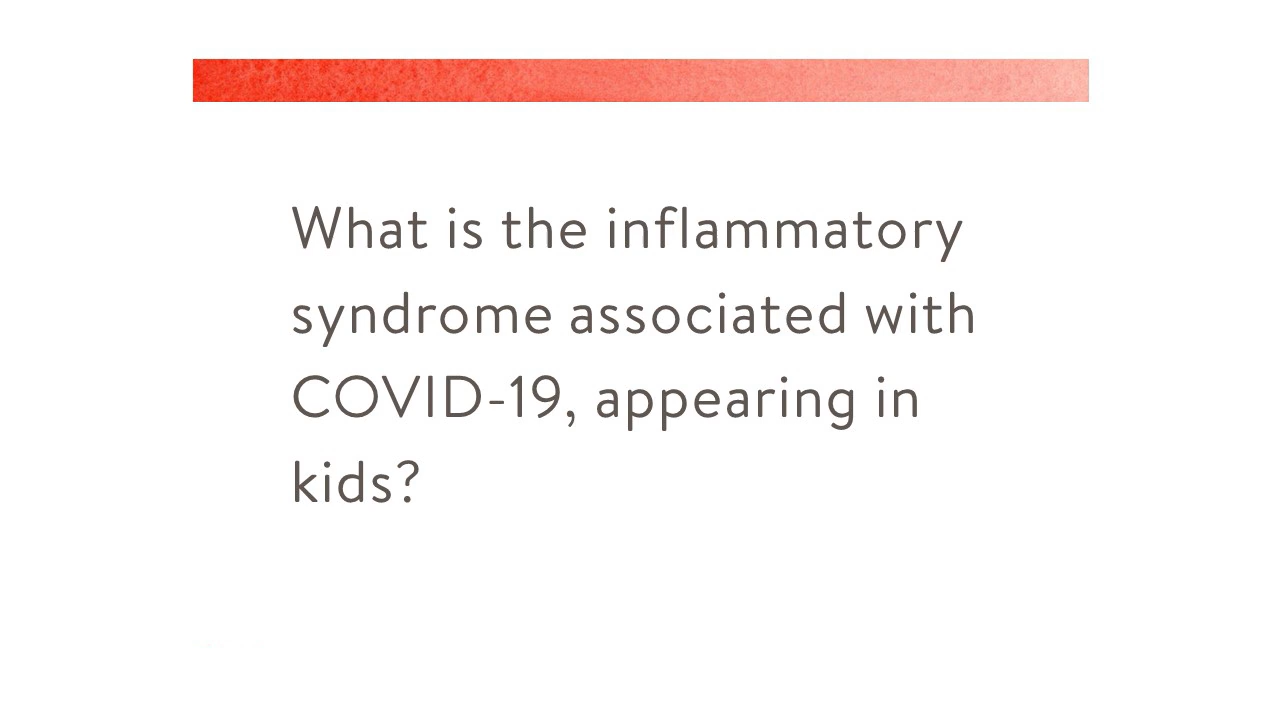 What is the inflammatory
syndrome associated with
COVID-19, appearing in
kids?